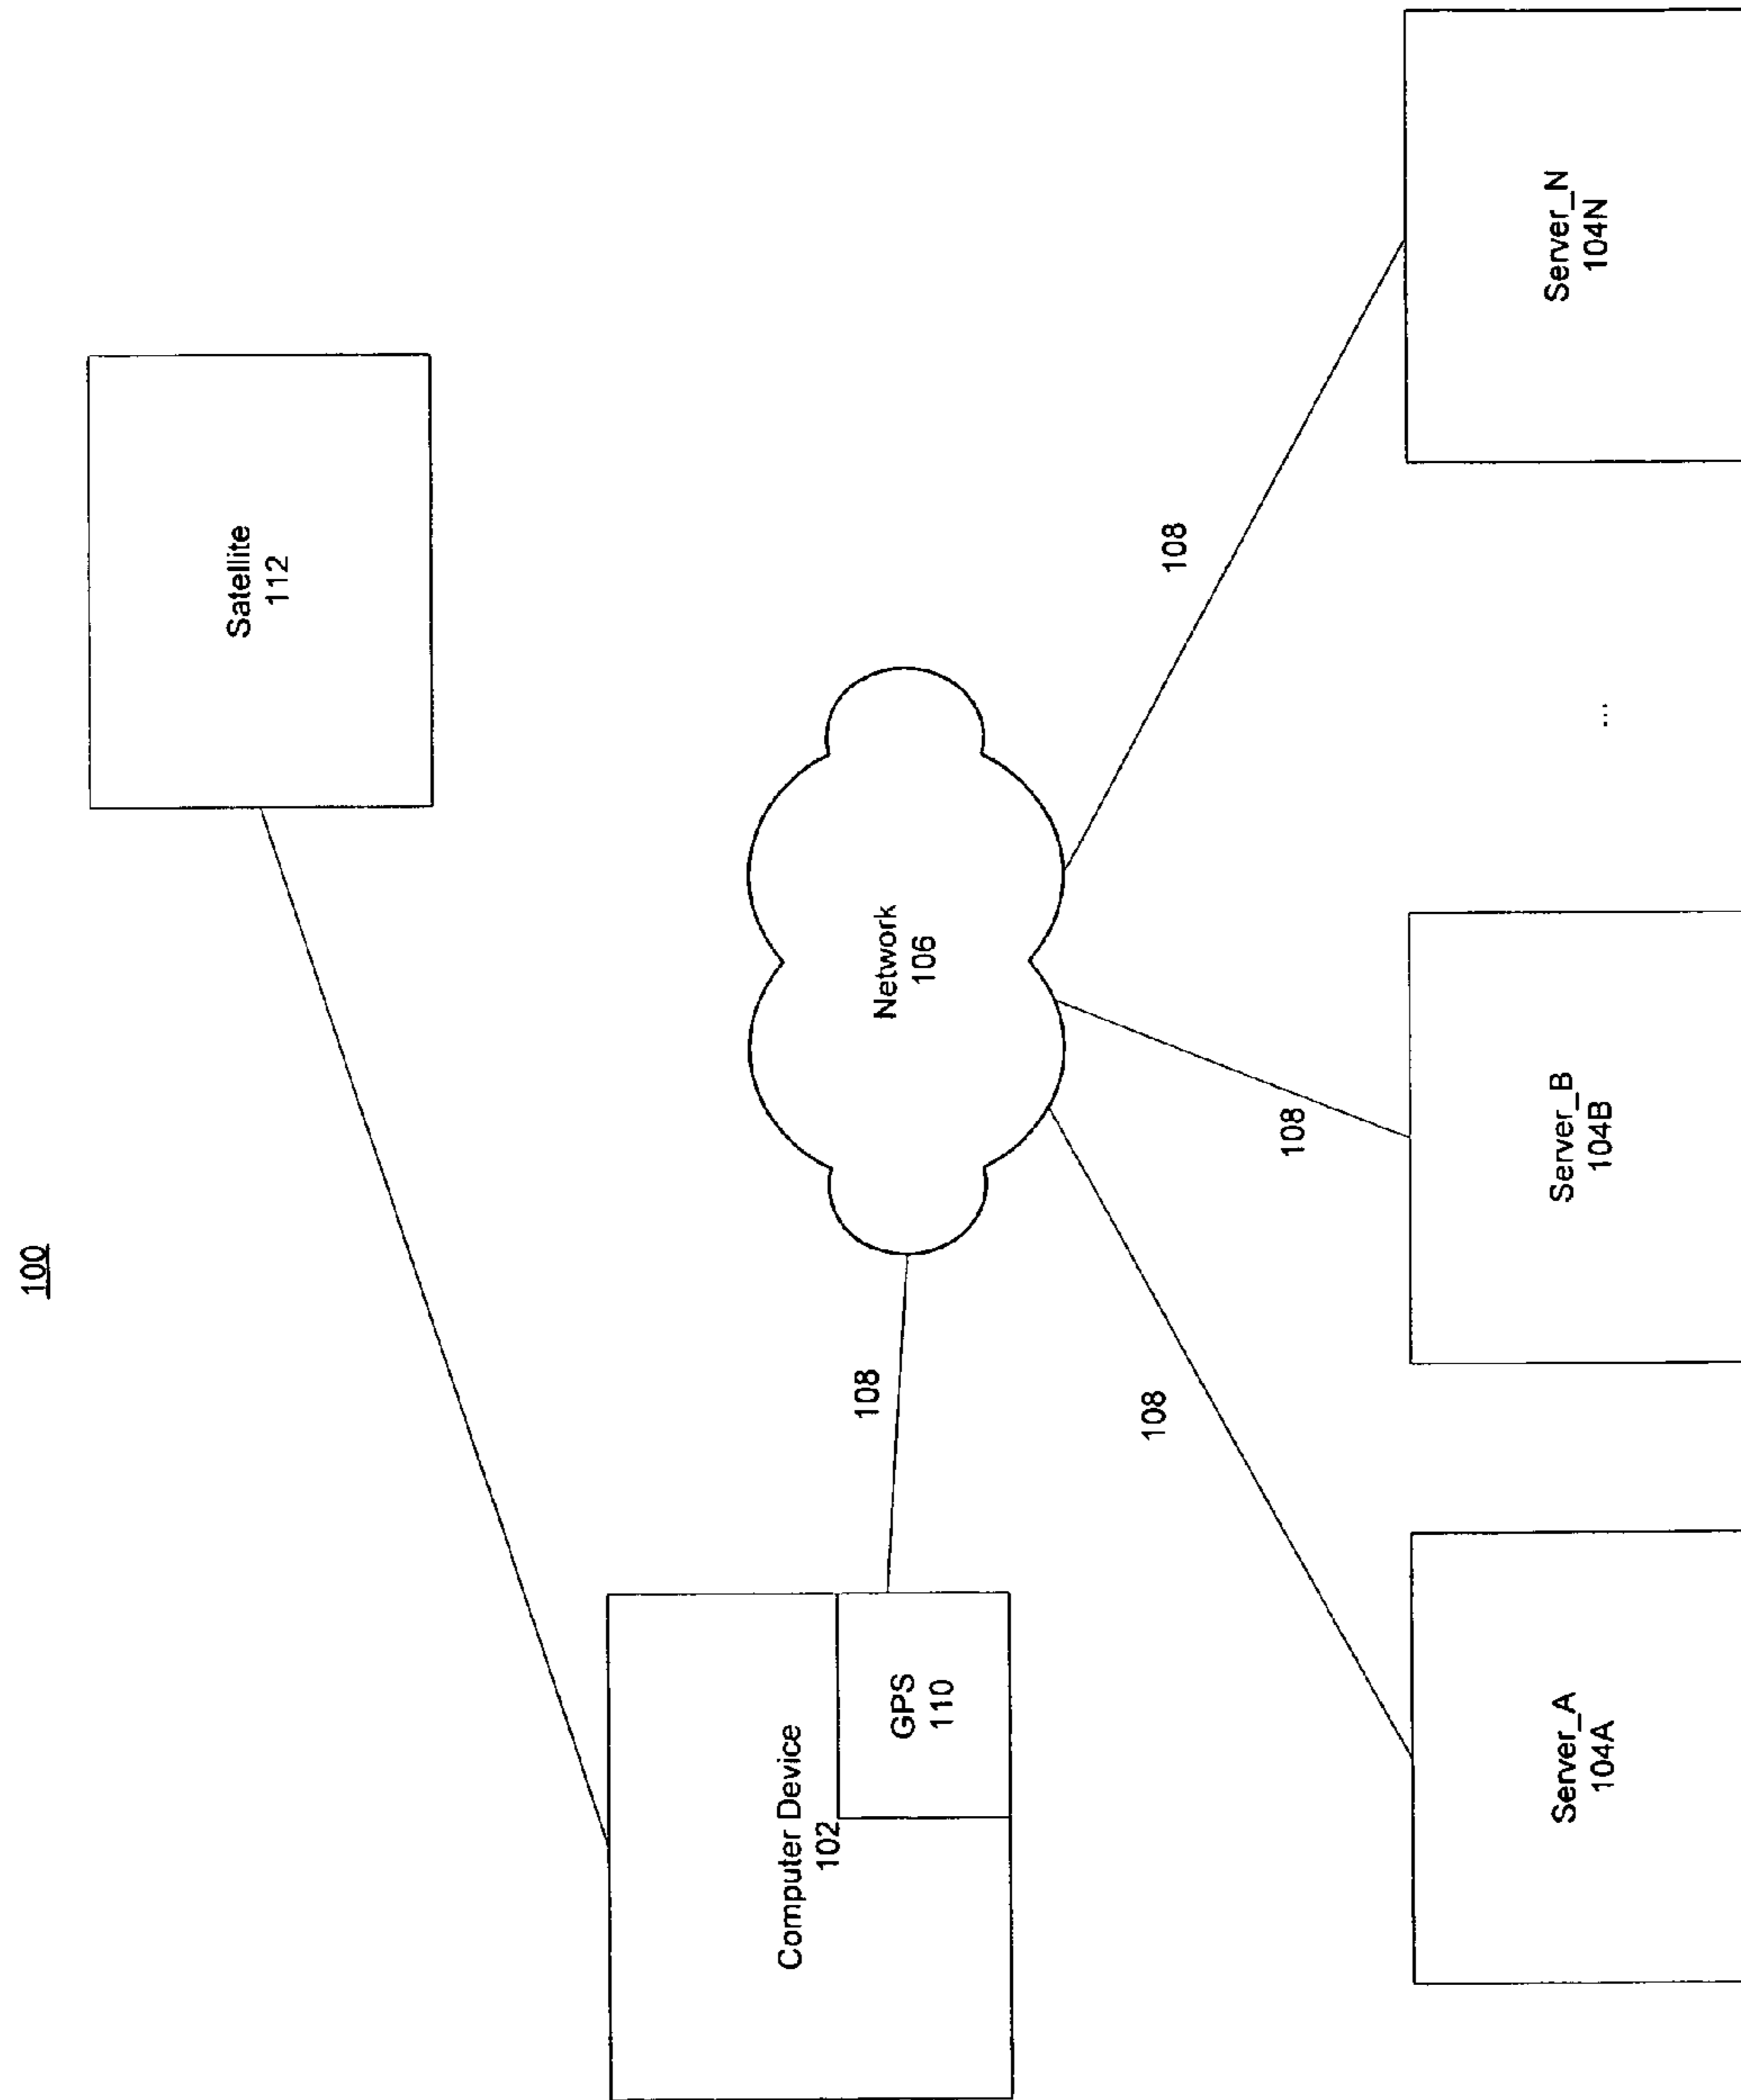 100
Satellite
112
Computer Device
102
GPS
110
108
Network
106
108
108
108
Server_A
104A
Server_B
104B
...
Server_N
104N